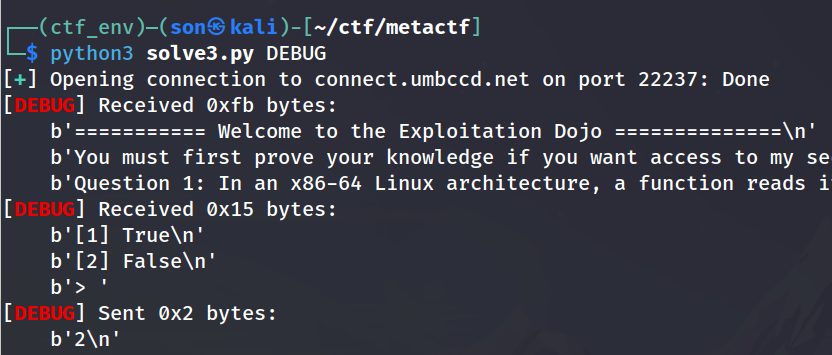 (ctf_env)-(son㉿kali)-[~/ctf/metactf]
$ python3 solve3.py DEBUG
[+] Opening connection to connect.umbccd.net on port 22237: Done
[DEBUG] Received 0xfb bytes:
b'=========== Welcome to the Exploitation Dojo ==============\n'
b'You must first prove your knowledge if you want access to my
b'Question 1: In an x86-64 Linux architecture, a function reads
[DEBUG] Received 0x15 bytes:
b'[1] True\n'
b'[2] False\n'
b'> '
[DEBUG] Sent 0x2 bytes:
b'2\n'